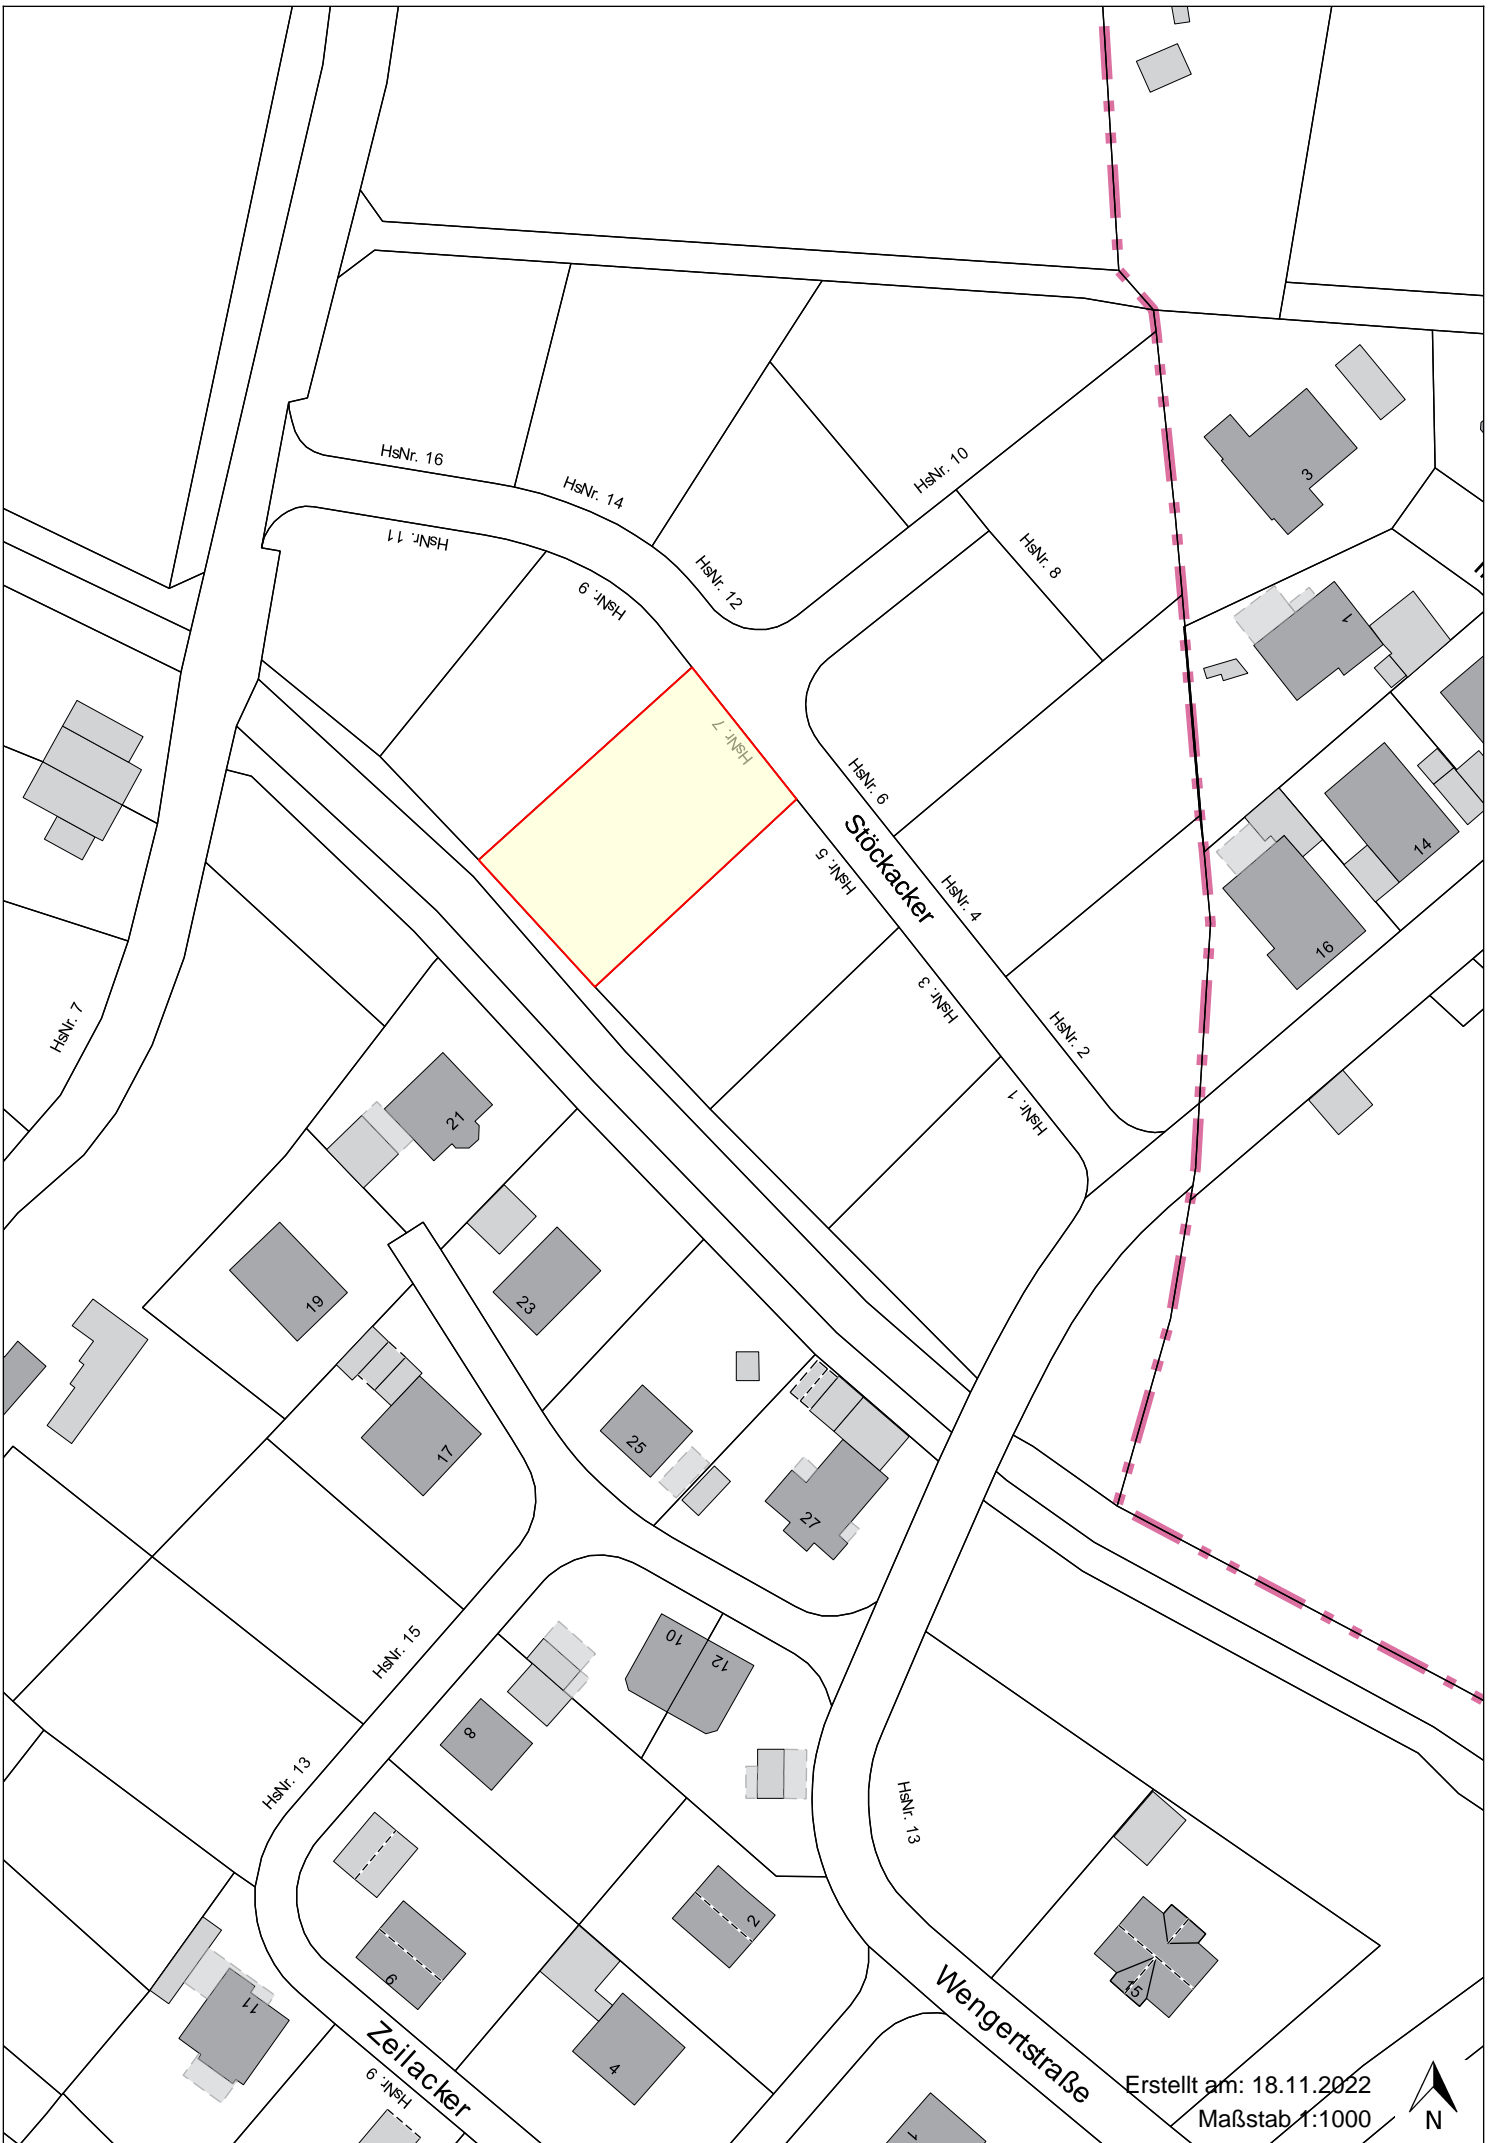 HsNr. 16
HsNr. 14
HsNr. 10
HsNr. 11
HsNr. 9
HsNr. 12
HsNr. 8
3
1
HsNr. 7
HsNr. 6
Stöckacker
HsNr. 5
HsNr. 4
14
16
HsNr. 3
HsNr. 2
HsNr. 7
HsNr. 1
21
19
23
17
25
27
HsNr. 15
10
12
8
HsNr. 13
HsNr. 13
2
6
15
11
Zeilacker
HsNr. 9
4
Wengertstraße
Erstellt am: 18.11.2022
Maßstab 1:1000
N